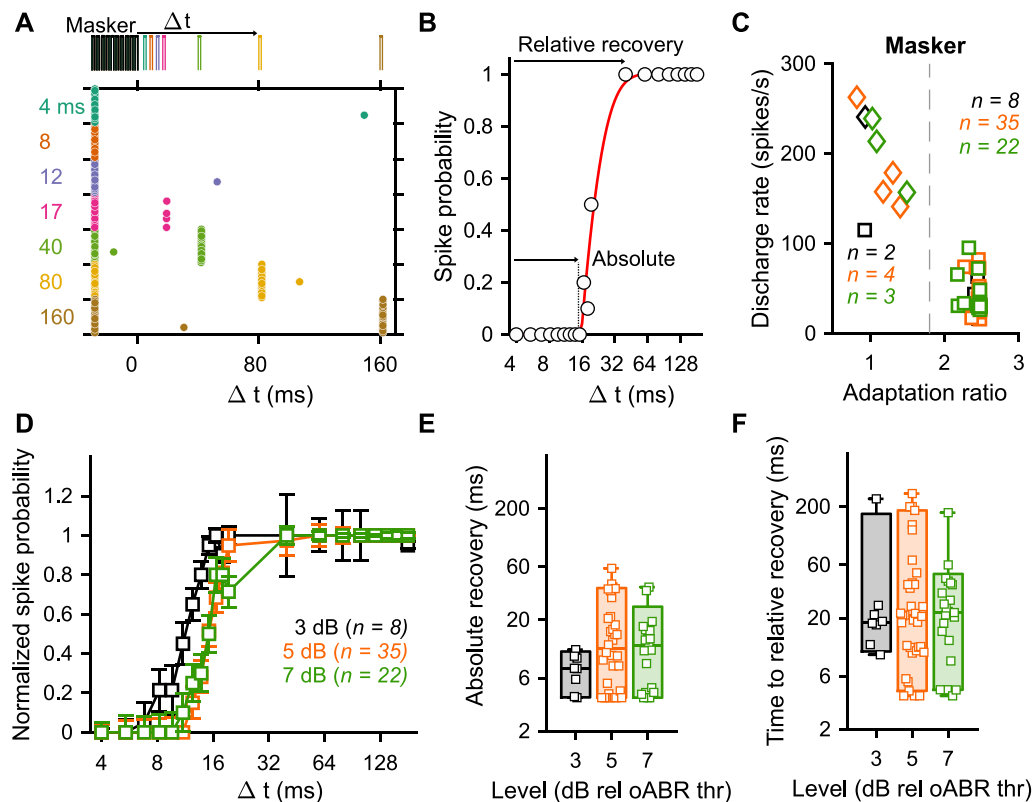 A
Masker
Δ t
4 ms
8
12
17
40
80
160
0
80
160
Δ t (ms)
B
Relative recovery
1
0.8
0.6
0.4
0.2
0
Spike probability
Absolute
4
8
16
32
64
128
Δ t (ms)
C
Masker
Discharge rate (spikes/s)
300
200
100
0
n = 8
n = 35
n = 22
n = 2
n = 4
n = 3
1
2
3
Adaptation ratio
D
Normalized spike probability
1.2
1
0.8
0.6
0.4
0.2
0
3 dB (n = 8)
5 dB (n = 35)
7 dB (n = 22)
4
8
16
32
64
128
Δ t (ms)
E
Absolute recovery (ms)
200
60
20
6
2
3
5
7
Level (dB rel oABR thr)
F
Time to relative recovery (ms)
200
60
20
6
2
3
5
7
Level (dB rel oABR thr)